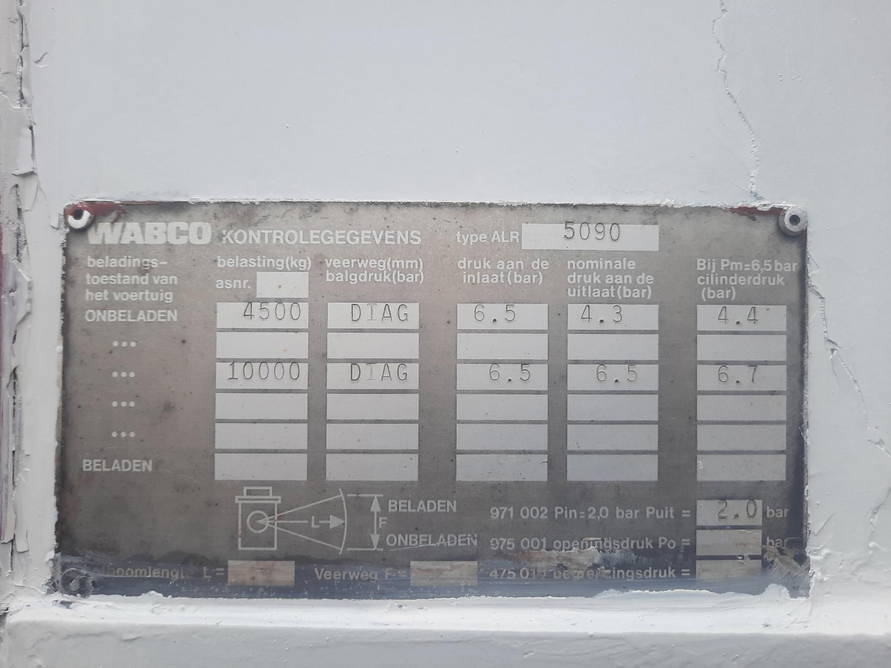 WABCO KONTROLEGEGEVENS type ALR 5090
beladings-
toestand van
het voertuig
belasting(kg)
asnr.
veerweg(mm)
balgdruk(bar)
druk aan de
inlaat(bar)
nominale
druk aan de
uitlaat(bar)
Bij Pm=6,5 bar
cilinderdruk
(bar)
ONBELADEN 4500 DIAG 6.5 4.3 4.4
...
... 10000 DIAG 6.5 6.5 6.7
...
...
BELADEN
L
F
BELADEN
ONBELADEN
971 002 Pin=2,0 bar Puit = 2.0 bar
975 001 openingsdruk Po = bar
L = Veerweg F = 475 begrenzingsdruk =